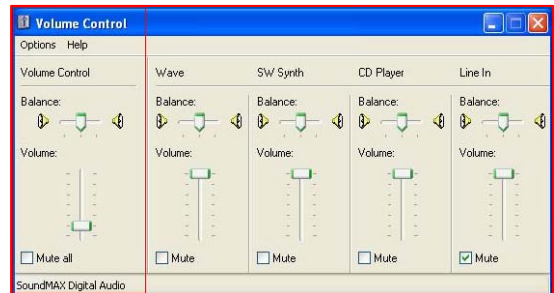 Volume Control
Options Help
Volume Control Wave SW Synth CD Player Line In
Balance: Balance: Balance: Balance: Balance:
Volume: Volume: Volume: Volume: Volume:
Mute all Mute Mute Mute Mute
SoundMAX Digital Audio